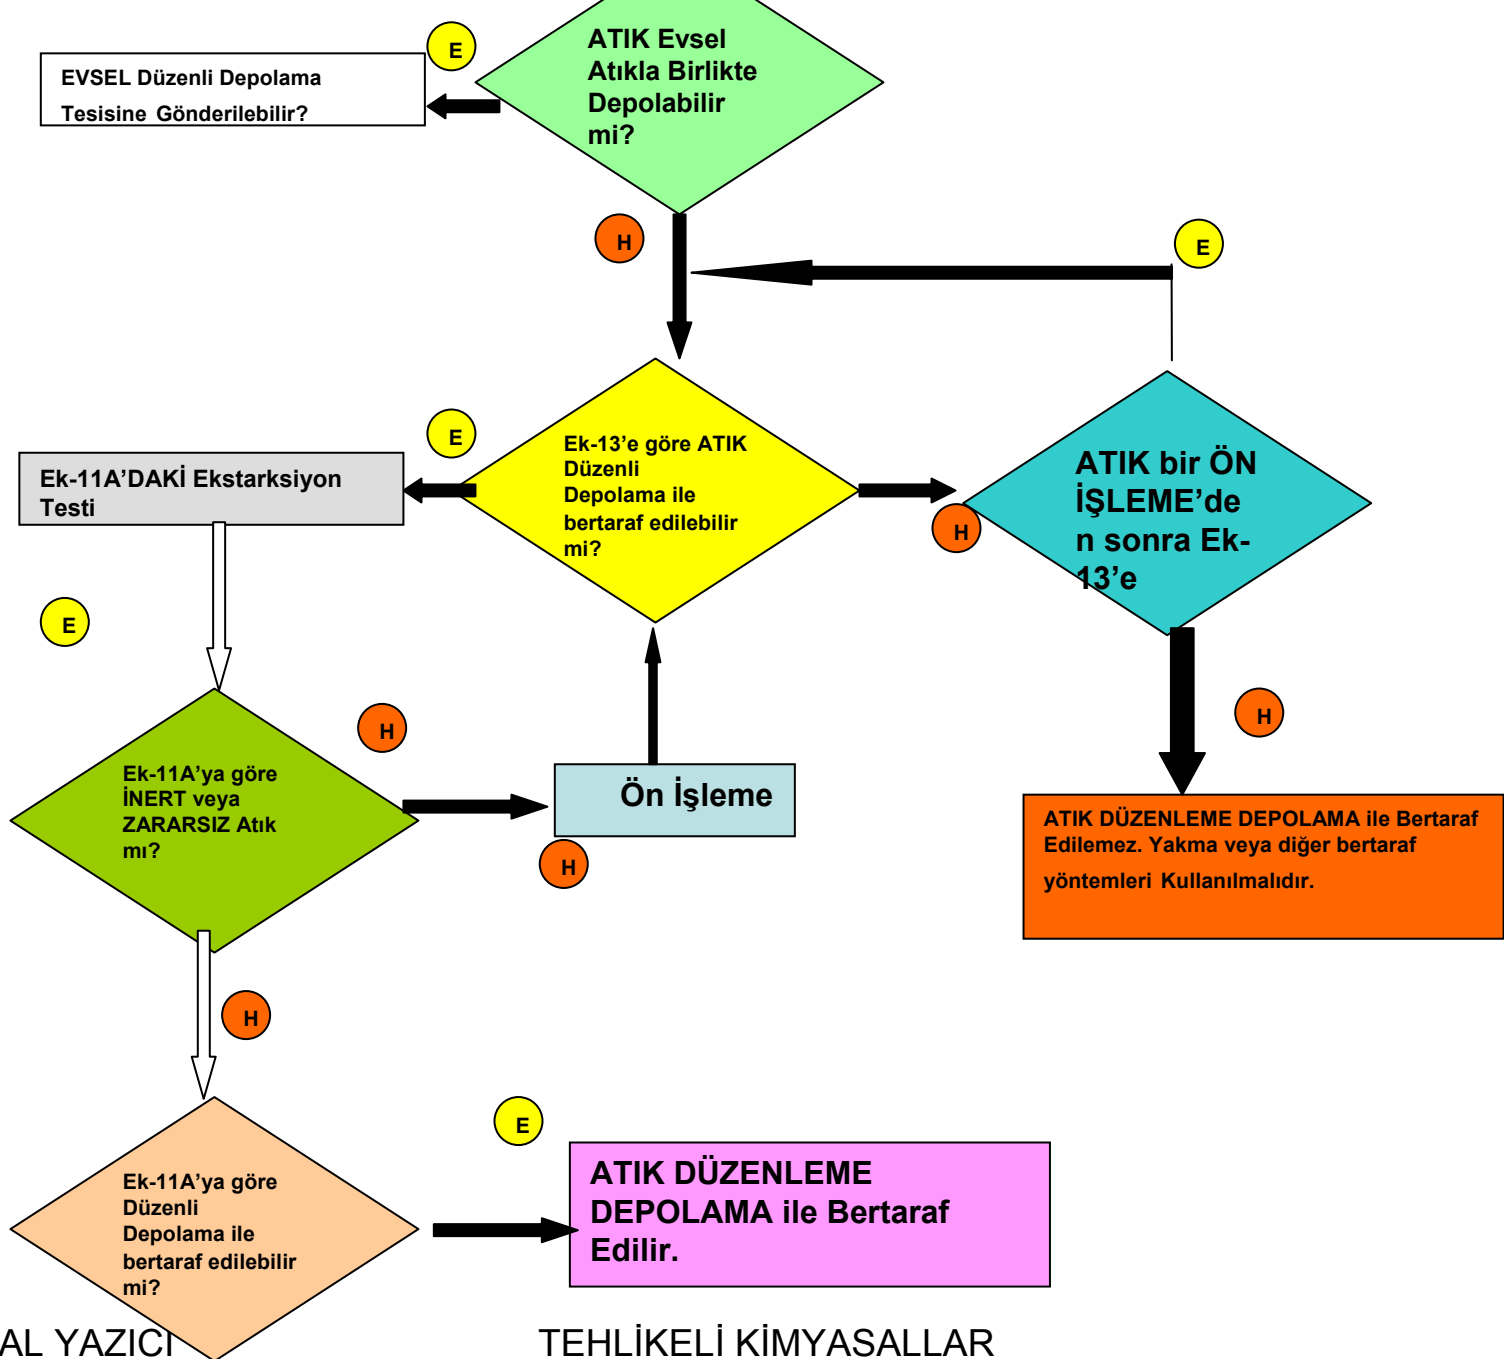 ATIK Evsel
Atıkla Birlikte
Depolabilir
mi?
E
EVSEL Düzenli Depolama
Tesisine Gönderilebilir?
H
E
Ek-13’e göre ATIK
Düzenli
Depolama ile
bertaraf edilebilir
mi?
E
Ek-11A’DAKİ Ekstarksiyon
Testi
H
ATIK bir ÖN
İŞLEME’de
n sonra Ek-
13’e
E
H
Ek-11A’ya göre
İNERT veya
ZARARSIZ Atık
mı?
H
Ön İşleme
H
ATIK DÜZENLEME DEPOLAMA ile Bertaraf
Edilemez. Yakma veya diğer bertaraf
yöntemleri Kullanılmalıdır.
H
Ek-11A’ya göre
Düzenli
Depolama ile
bertaraf edilebilir
mi?
E
ATIK DÜZENLEME
DEPOLAMA ile Bertaraf
Edilir.
AL YAZICI
TEHLİKELİ KİMYASALLAR